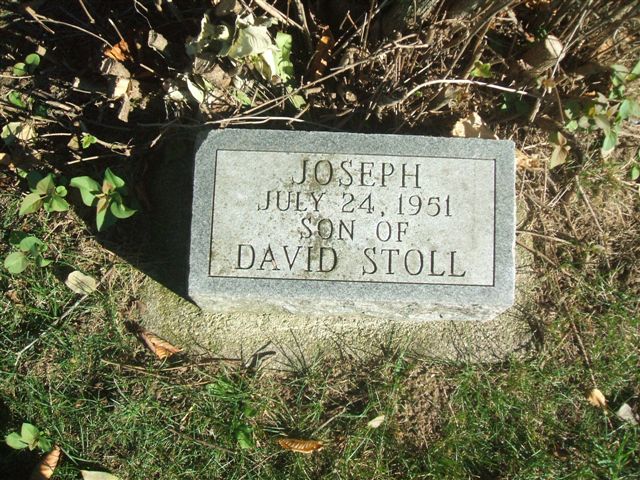 JOSEPH
JULY 24, 1951
SON OF
DAVID STOLL